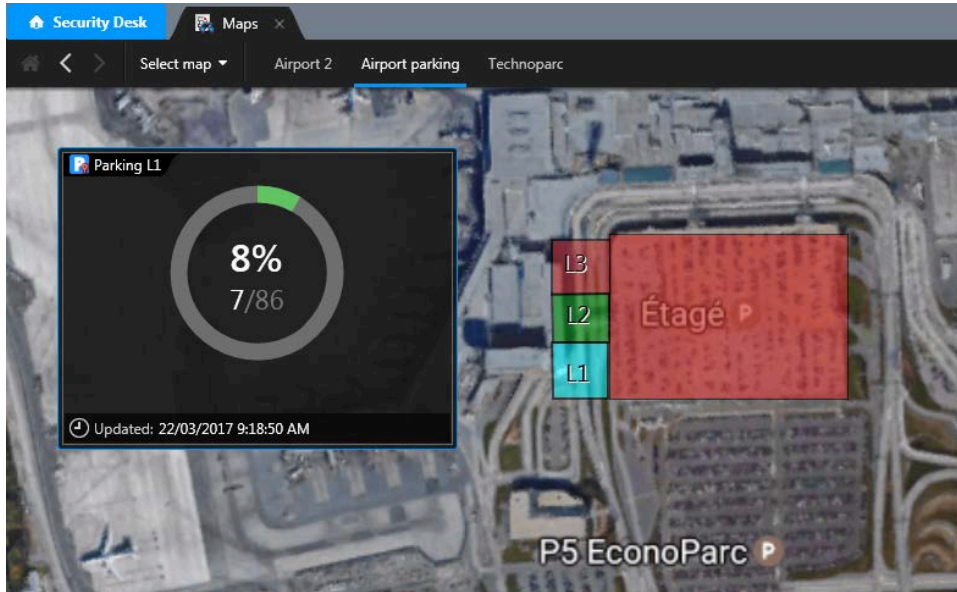 Security Desk
Maps
Select map
Airport 2
Airport parking
Technoparc
Parking L1
8%
7/86
Updated: 22/03/2017 9:18:50 AM
L3
L2
L1
Étagé P
P5 EconoParc P